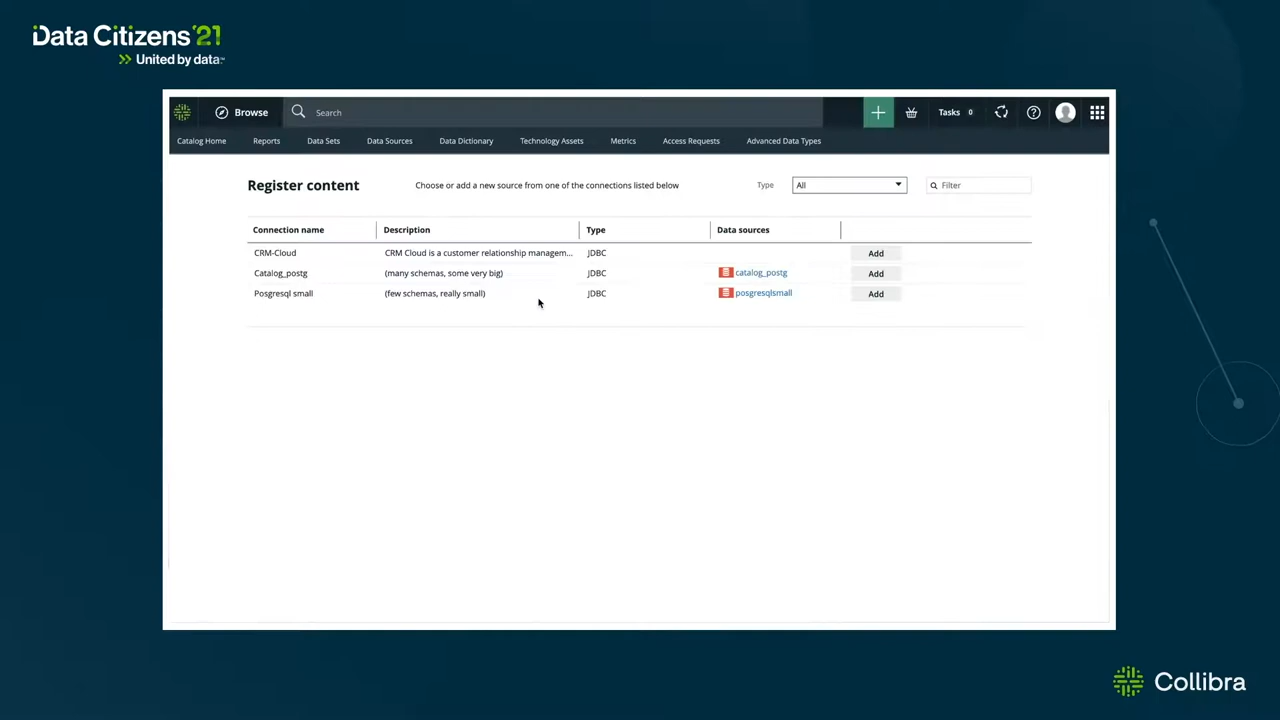 Data Citizens '21
United by data™
Browse
Search
Tasks 0
Catalog Home Reports Data Sets Data Sources Data Dictionary Technology Assets Metrics Access Requests Advanced Data Types
Register content Choose or add a new source from one of the connections listed below Type All Filter
Connection name Description Type Data sources
CRM-Cloud CRM Cloud is a customer relationship managem... JDBC Add
Catalog_postg (many schemas, some very big) JDBC catalog_postg Add
Posgresql small (few schemas, really small) JDBC posgresqlsmall Add
Collibra